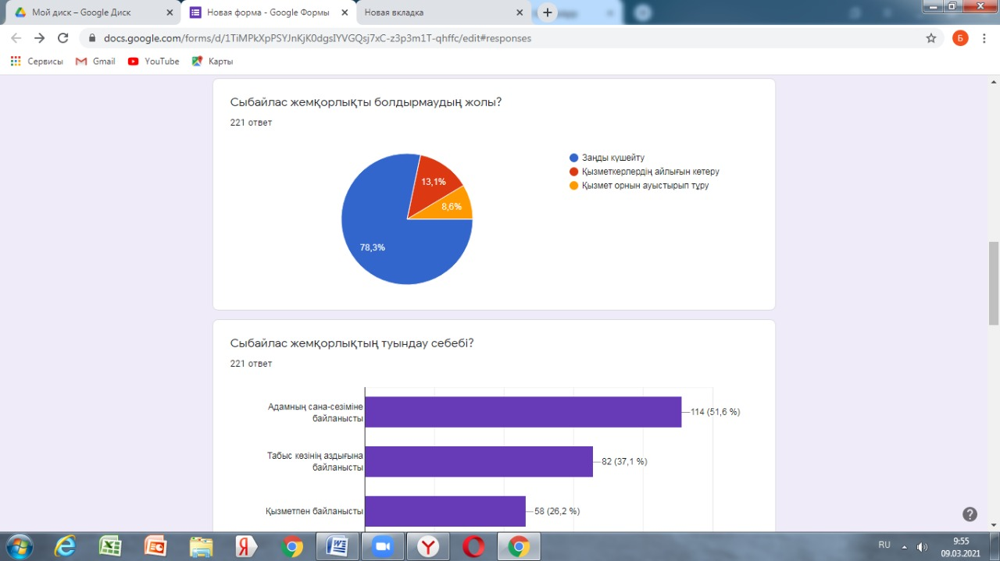 Мой диск – Google Диск
Новая форма - Google Формы
Новая вкладка
docs.google.com/forms/d/1TiMPkXpPSYJnKjK0dgsIYVGQsj7xC-z3p3m1T-qhffc/edit#responses
Б
Сервисы
Gmail
YouTube
Карты
Сыбайлас жемқорлықты болдырмаудың жолы?
221 ответ
Заңды күшейту
Қызметкерлердің айлығын көтеру
Қызмет орнын ауыстырып тұру
13,1%
8,6%
78,3%
Сыбайлас жемқорлықтың туындау себебі?
221 ответ
Адамның сана-сезіміне
байланысты
114 (51,6 %)
Табыс көзінің аздығына
байланысты
82 (37,1 %)
Қызметпен байланысты
58 (26,2 %)
RU
9:55
09.03.2021